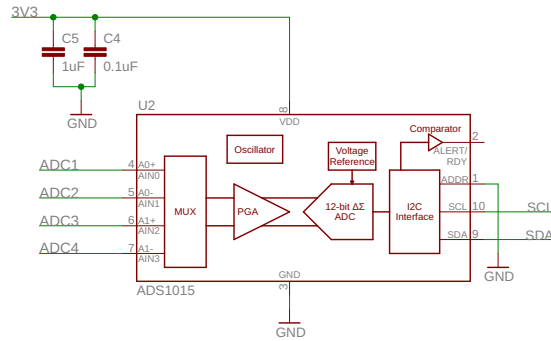 3V3
C5
C4
1uF
0.1uF
GND
U2
8
VDD
Comparator
2
ALERT/
RDY
Oscillator
Voltage
Reference
ADC1
4
A0+
AIN0
ADDR
1
ADC2
5
A0-
AIN1
MUX
PGA
12-bit ΔΣ
ADC
I2C
Interface
SCL
10
SCL
ADC3
6
A1+
AIN2
SDA
9
SDA
ADC4
7
A1-
AIN3
GND
GND
3
ADS1015
GND